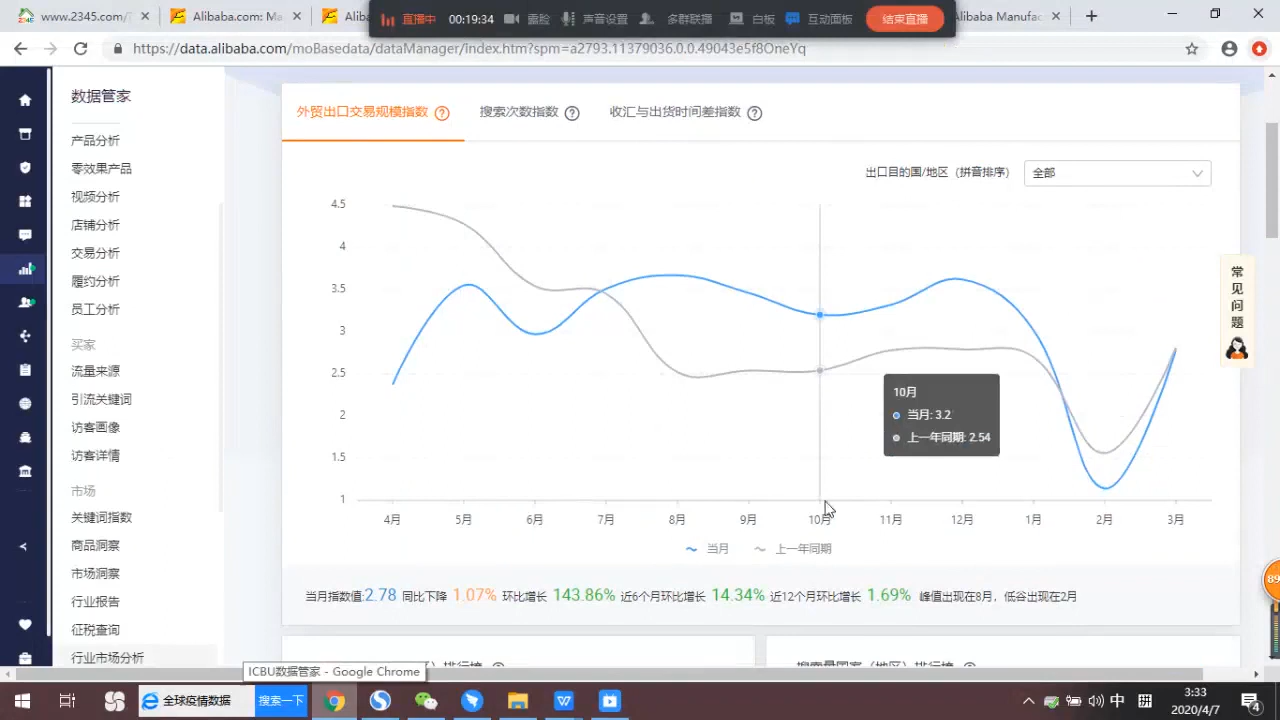 www.2345.com/T
Alibaba.com: Ma
Aliba
直播中 00:19:34 露脸 声音设置 多群联播 白板 互动面板 结束直播
libaba Manufac
https://data.alibaba.com/moBasedata/dataManager/index.htm?spm=a2793.11379036.0.0.49043e5f8OneYq
数据管家
产品分析
零效果产品
视频分析
店铺分析
交易分析
履约分析
员工分析
买家
流量来源
引流关键词
访客画像
访客详情
市场
关键词指数
商品洞察
市场洞察
行业报告
征税查询
行业市场分析
外贸出口交易规模指数 ? 搜索次数指数 ? 收汇与出货时间差指数 ?
出口目的国/地区（拼音排序） 全部
4.5
4
3.5
3
2.5
2
1.5
1
4月 5月 6月 7月 8月 9月 10月 11月 12月 1月 2月 3月
10月
当月: 3.2
上一年同期: 2.54
当月 上一年同期
当月指数值:2.78 同比下降 1.07% 环比增长 143.86% 近6个月环比增长 14.34% 近12个月环比增长 1.69% 峰值出现在8月，低谷出现在2月
常见问题
89
ICBU数据管家 - Google Chrome
全球疫情数据 搜索一下
中 拼
3:33
2020/4/7
4